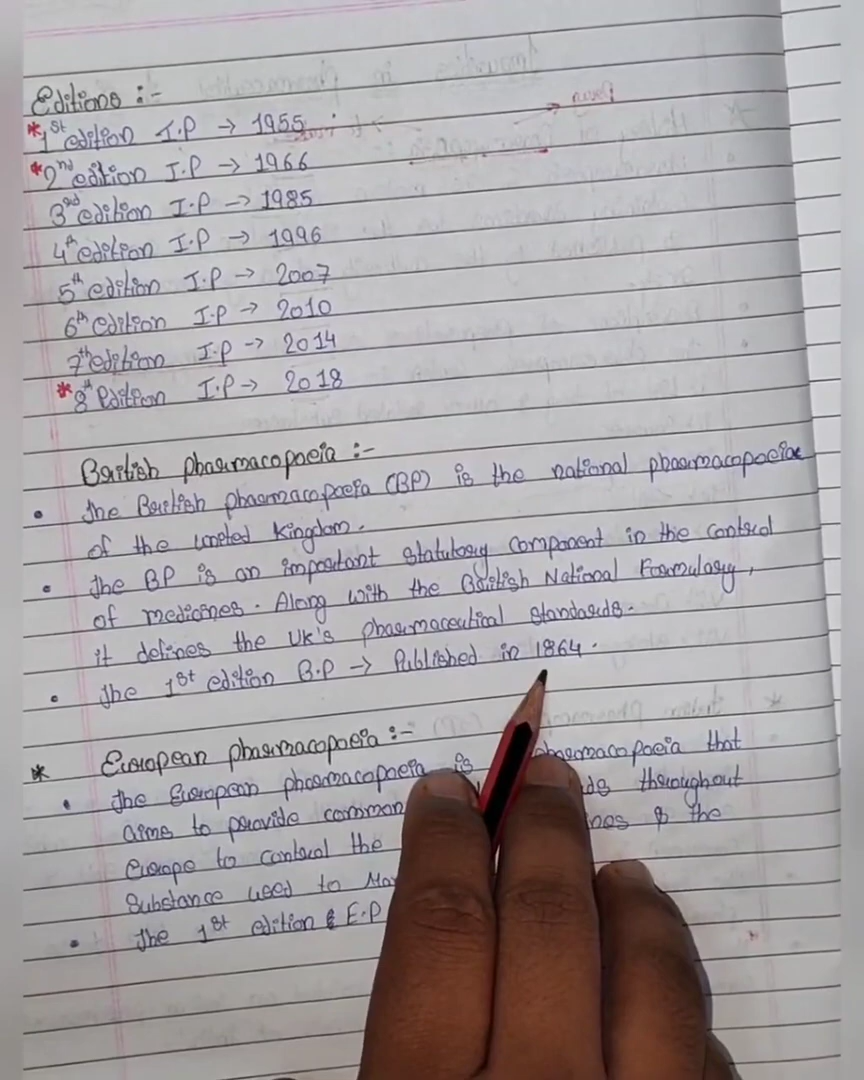 Editions :-
*1st edition I.P → 1955
*2nd edition I.P → 1966
3rd edition I.P → 1985
4th edition I.P → 1996
5th edition I.P → 2007
6th edition I.P → 2010
7th edition I.P → 2014
*8th Edition I.P → 2018
British pharmacopoeia :-
• The British pharmacopoeia (BP) is the national pharmacopoeia
of the united Kingdom.
• The BP is an important statutory component in the control
of medicines. Along with the British National Formulary,
it defines the UK's pharmaceutical standards.
• The 1st edition B.P → Published in 1864.
* European pharmacopoeia :-
• The European pharmacopoeia is pharmacopoeia that
aims to provide common throughout
Europe to control the & the
Substance used to
• The 1st edition E.P